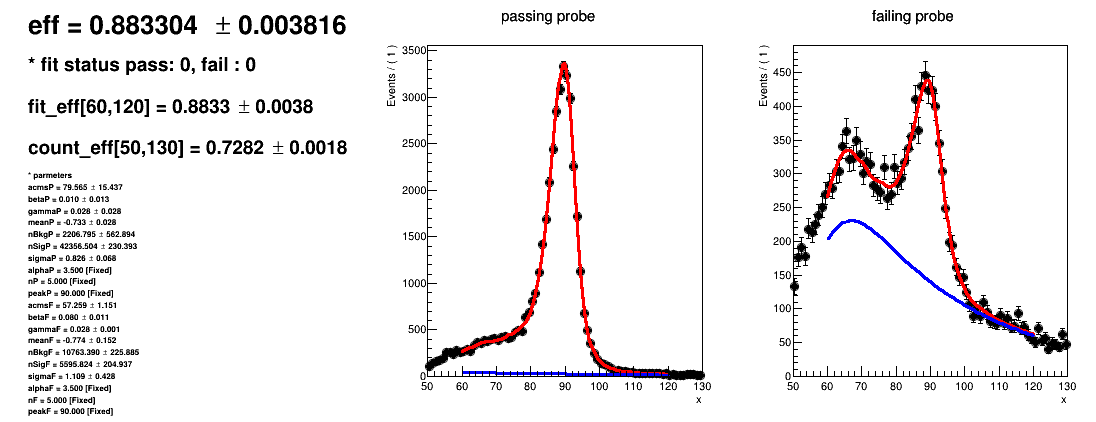 eff = 0.883304 ± 0.003816
* fit status pass: 0, fail : 0
fit_eff[60,120] = 0.8833 ± 0.0038
count_eff[50,130] = 0.7282 ± 0.0018
* parmeters
acmsP = 79.565 ± 15.437
betaP = 0.010 ± 0.013
gammaP = 0.028 ± 0.028
meanP = -0.733 ± 0.028
nBkgP = 2206.795 ± 562.894
nSigP = 42356.504 ± 230.393
sigmaP = 0.826 ± 0.068
alphaP = 3.500 [Fixed]
nP = 5.000 [Fixed]
peakP = 90.000 [Fixed]
acmsF = 57.259 ± 1.151
betaF = 0.080 ± 0.011
gammaF = 0.028 ± 0.001
meanF = -0.774 ± 0.152
nBkgF = 10763.390 ± 225.885
nSigF = 5595.824 ± 204.937
sigmaF = 1.109 ± 0.428
alphaF = 3.500 [Fixed]
nF = 5.000 [Fixed]
peakF = 90.000 [Fixed]
passing probe
Events / ( 1 )
3500
3000
2500
2000
1500
1000
500
0
50 60 70 80 90 100 110 120 130
x
failing probe
Events / ( 1 )
450
400
350
300
250
200
150
100
50
0
50 60 70 80 90 100 110 120 130
x